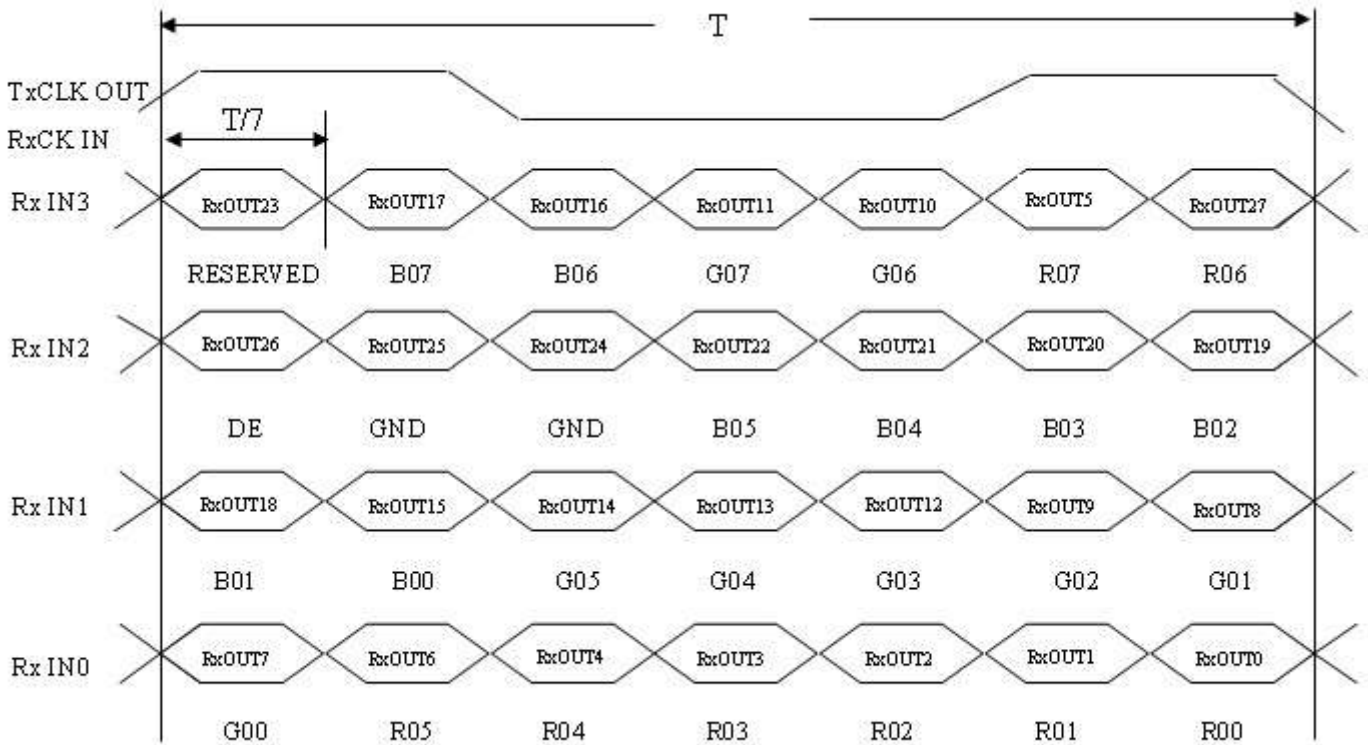 T
TxCLK OUT
T/7
RxCK IN
Rx IN3 RxOUT23 RxOUT17 RxOUT16 RxOUT11 RxOUT10 RxOUT5 RxOUT27
RESERVED B07 B06 G07 G06 R07 R06
Rx IN2 RxOUT26 RxOUT25 RxOUT24 RxOUT22 RxOUT21 RxOUT20 RxOUT19
DE GND GND B05 B04 B03 B02
Rx IN1 RxOUT18 RxOUT15 RxOUT14 RxOUT13 RxOUT12 RxOUT9 RxOUT8
B01 B00 G05 G04 G03 G02 G01
Rx IN0 RxOUT7 RxOUT6 RxOUT4 RxOUT3 RxOUT2 RxOUT1 RxOUT0
G00 R05 R04 R03 R02 R01 R00